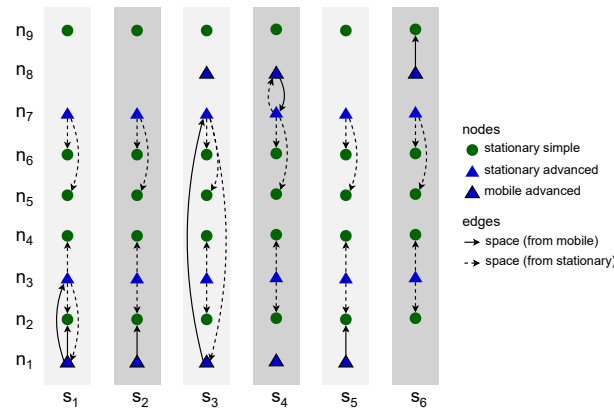 n9
n8
n7
n6
n5
n4
n3
n2
n1
s1 s2 s3 s4 s5 s6
nodes
stationary simple
stationary advanced
mobile advanced
edges
space (from mobile)
space (from stationary)